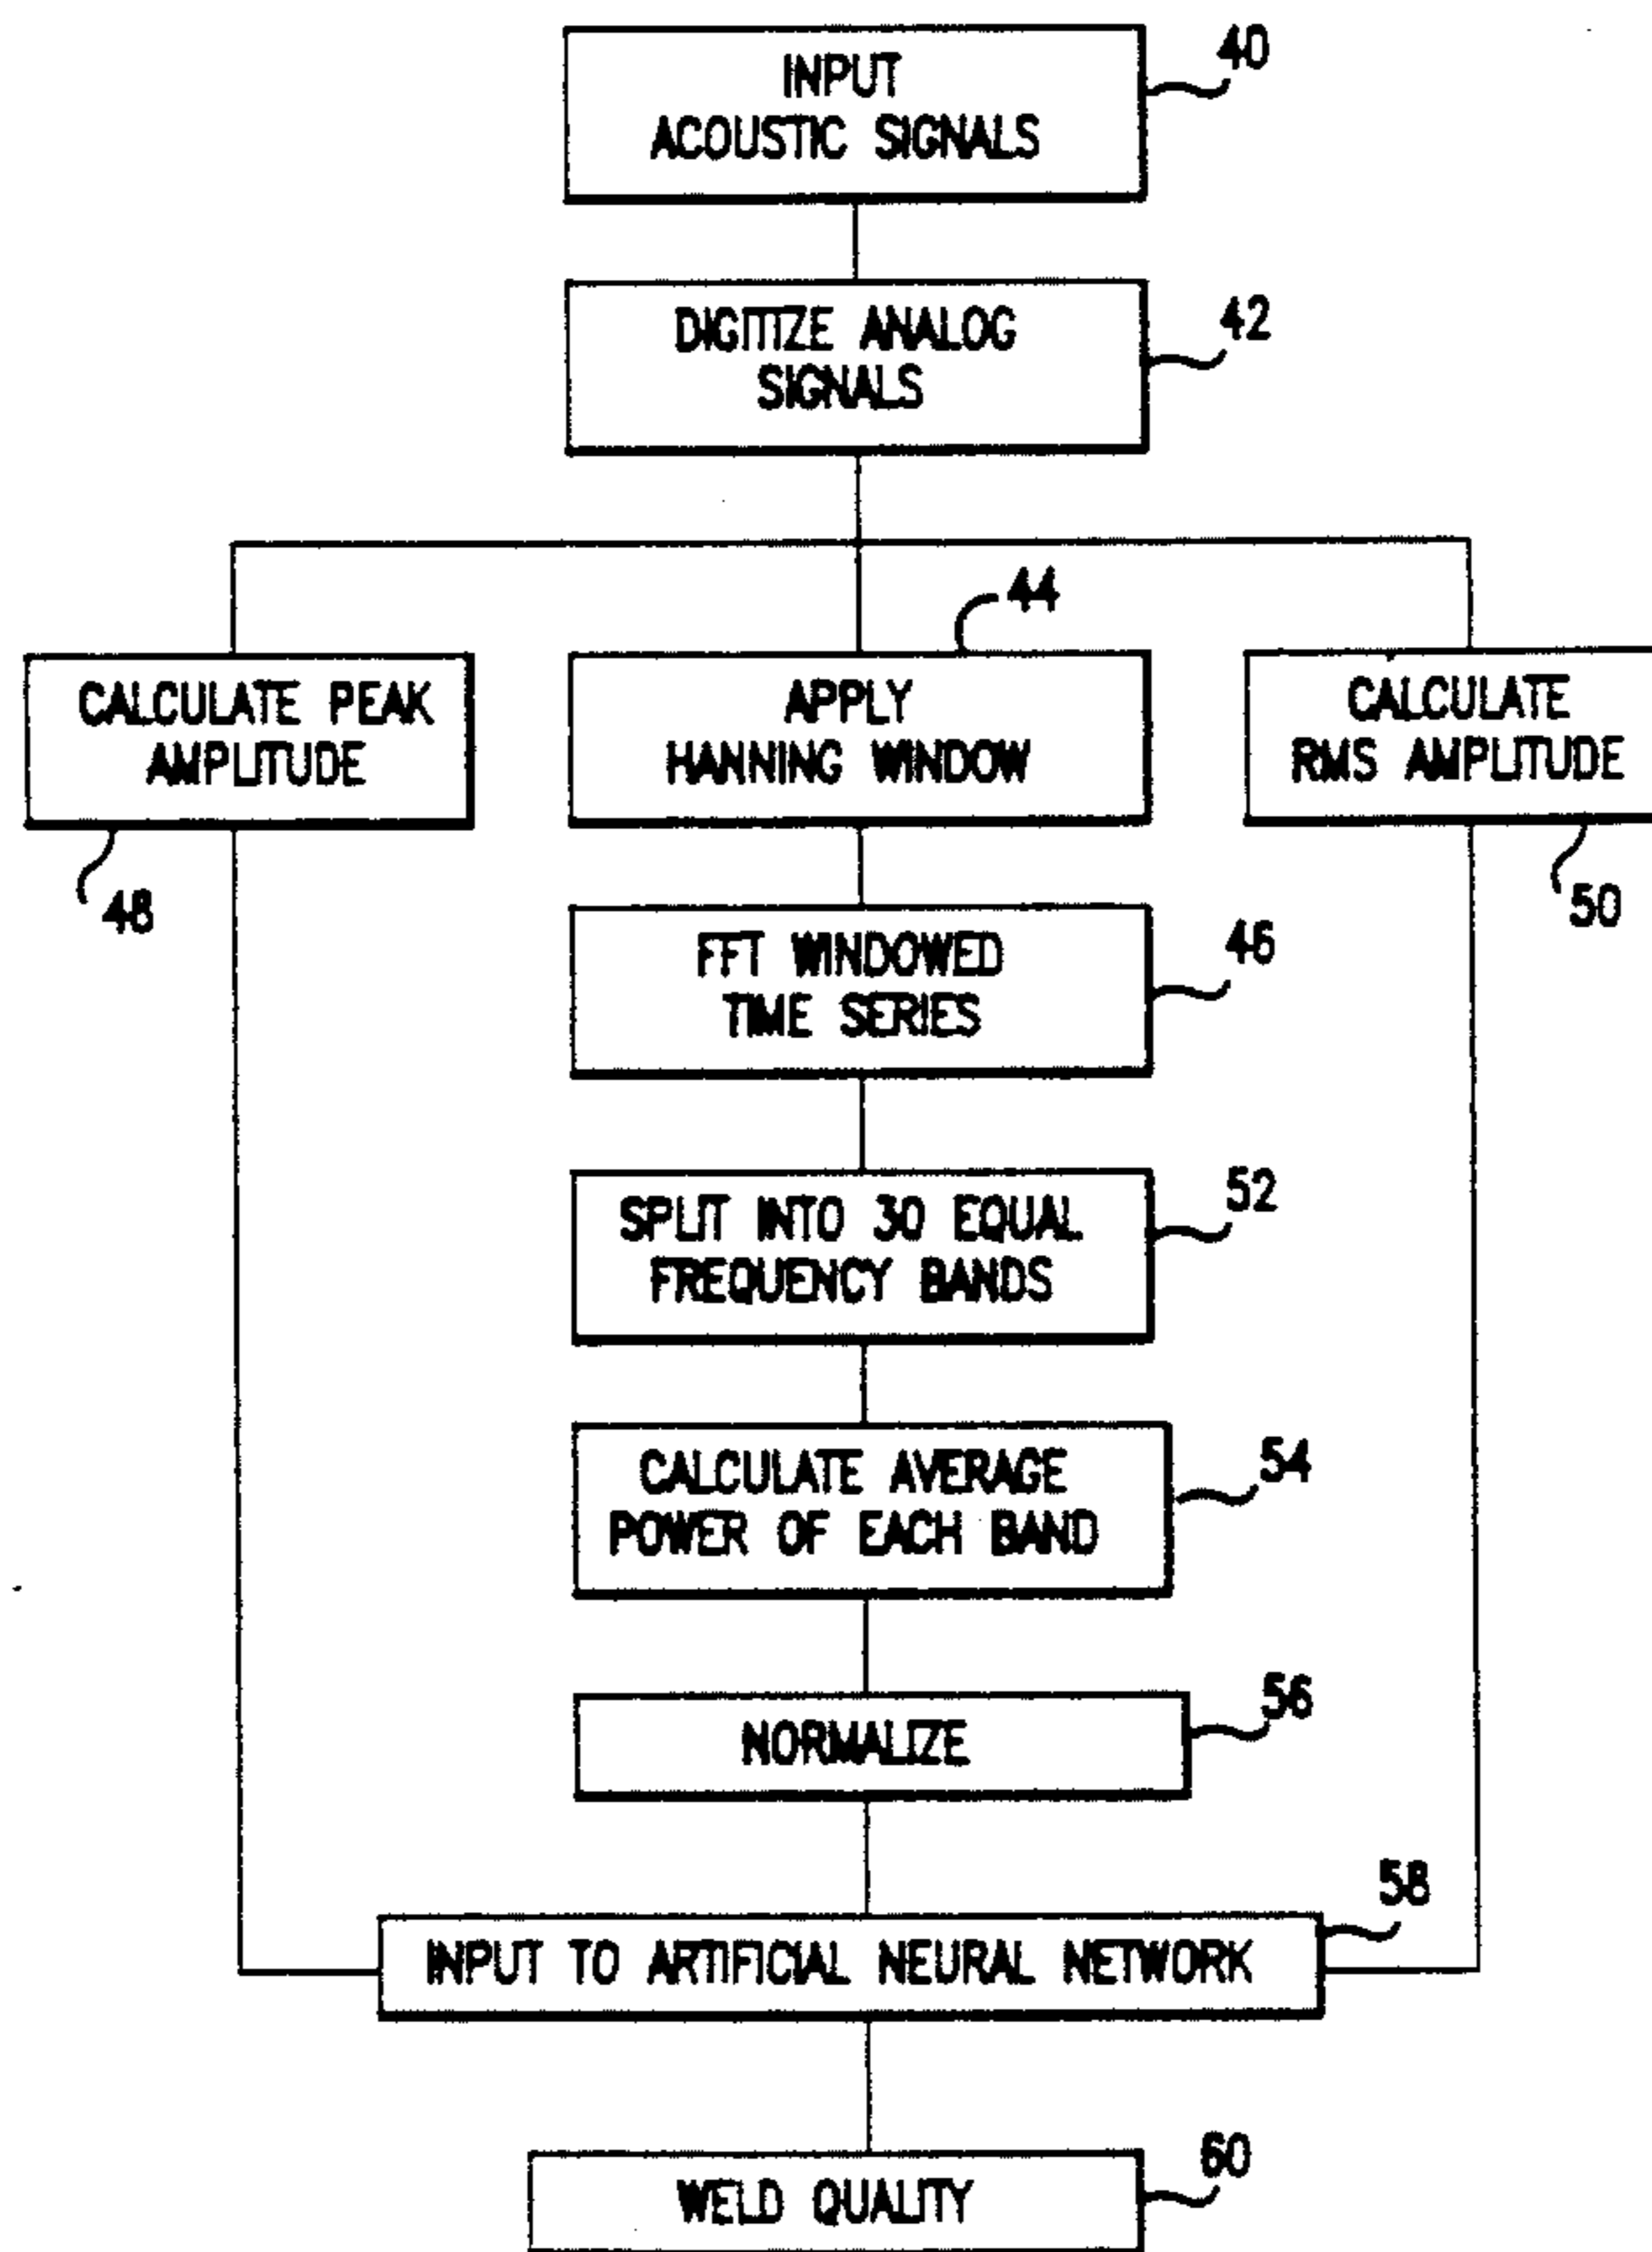 INPUT
ACOUSTIC SIGNALS
40
DIGITIZE ANALOG
SIGNALS
42
CALCULATE PEAK
AMPLITUDE
48
44
APPLY
HANNING WINDOW
CALCULATE
RMS AMPLITUDE
50
FFT WINDOWED
TIME SERIES
46
SPLIT INTO 30 EQUAL
FREQUENCY BANDS
52
CALCULATE AVERAGE
POWER OF EACH BAND
54
NORMALIZE
56
INPUT TO ARTIFICIAL NEURAL NETWORK
58
WELD QUALITY
60